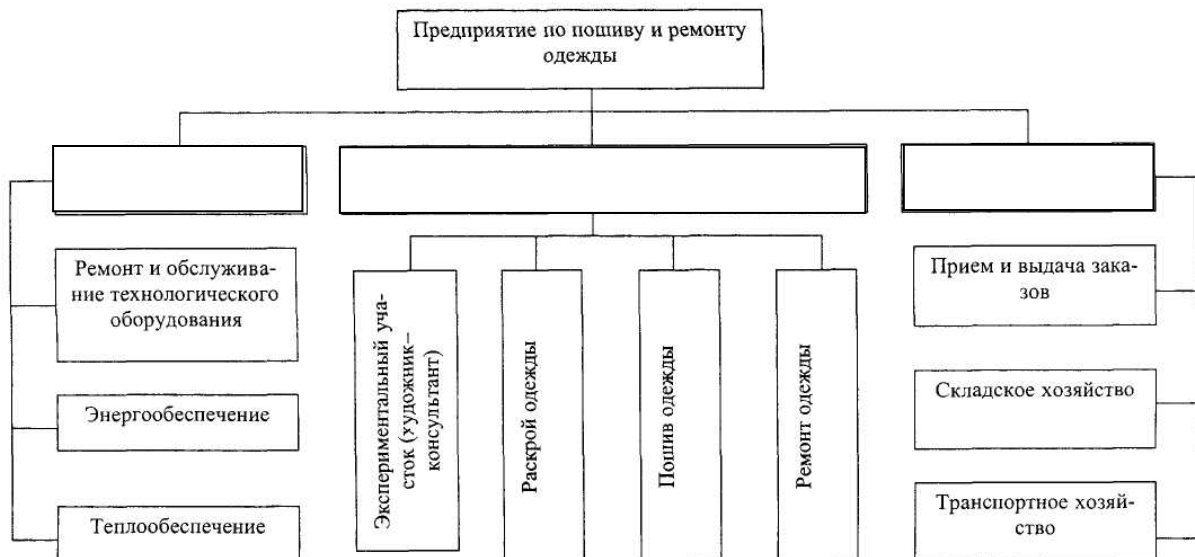 Предприятие по пошиву и ремонту
одежды
Ремонт и обслужива-
ние технологического
оборудования
Энергообеспечение
Теплообеспечение
Экспериментальный уча-
сток (художник–
консультант)
Раскрой одежды
Пошив одежды
Ремонт одежды
Прием и выдача зака-
зов
Складское хозяйство
Транспортное хозяй-
ство